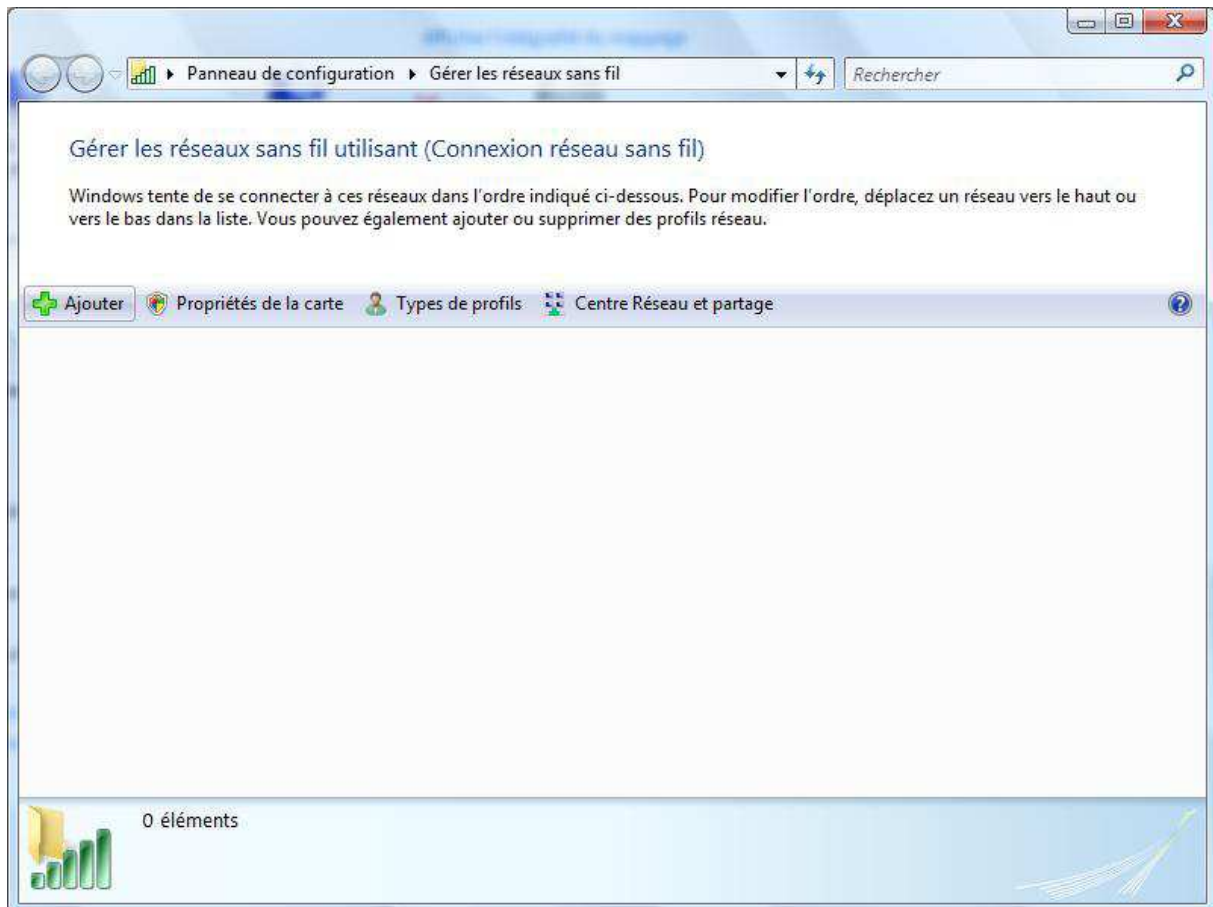 Panneau de configuration ▸ Gérer les réseaux sans fil
Rechercher
Gérer les réseaux sans fil utilisant (Connexion réseau sans fil)
Windows tente de se connecter à ces réseaux dans l'ordre indiqué ci-dessous. Pour modifier l'ordre, déplacez un réseau vers le haut ou
vers le bas dans la liste. Vous pouvez également ajouter ou supprimer des profils réseau.
Ajouter Propriétés de la carte Types de profils Centre Réseau et partage
0 éléments